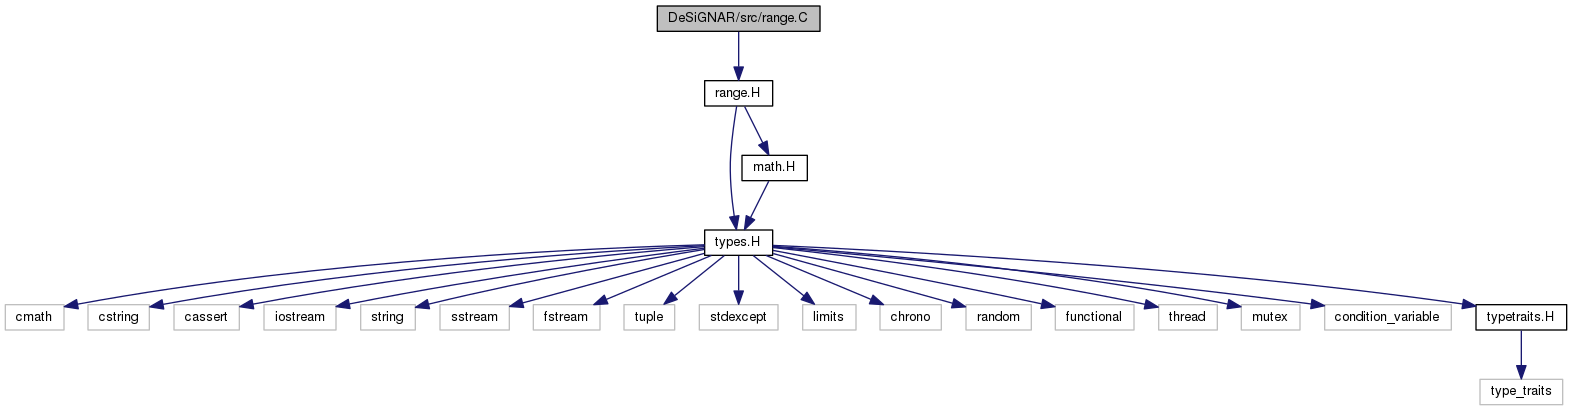 DeSiGNAR/src/range.C
range.H
math.H
types.H
cmath
cstring
cassert
iostream
string
sstream
fstream
tuple
stdexcept
limits
chrono
random
functional
thread
mutex
condition_variable
typetraits.H
type_traits